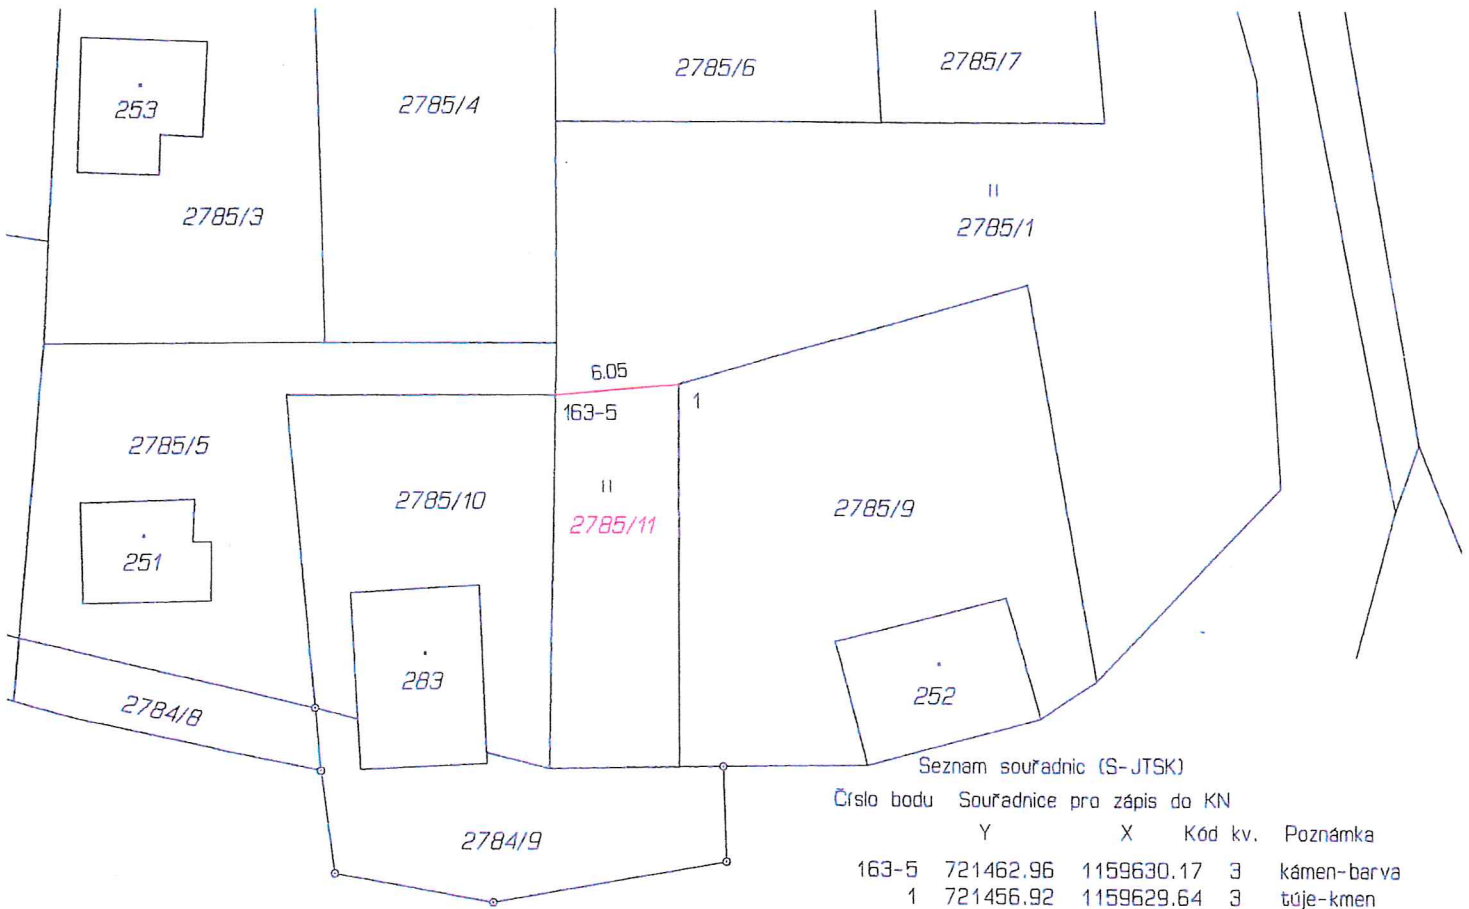 2785/6
2785/7
253
2785/4
2785/3
II
2785/1
6.05
163-5
1
2785/5
2785/10
II
2785/11
2785/9
251
283
252
2784/8
2784/9
Seznam souřadnic (S-JTSK)
Číslo bodu Souřadnice pro zápis do KN
Y X Kód kv. Poznámka
163-5 721462.96 1159630.17 3 kámen-barva
1 721456.92 1159629.64 3 túje-kmen